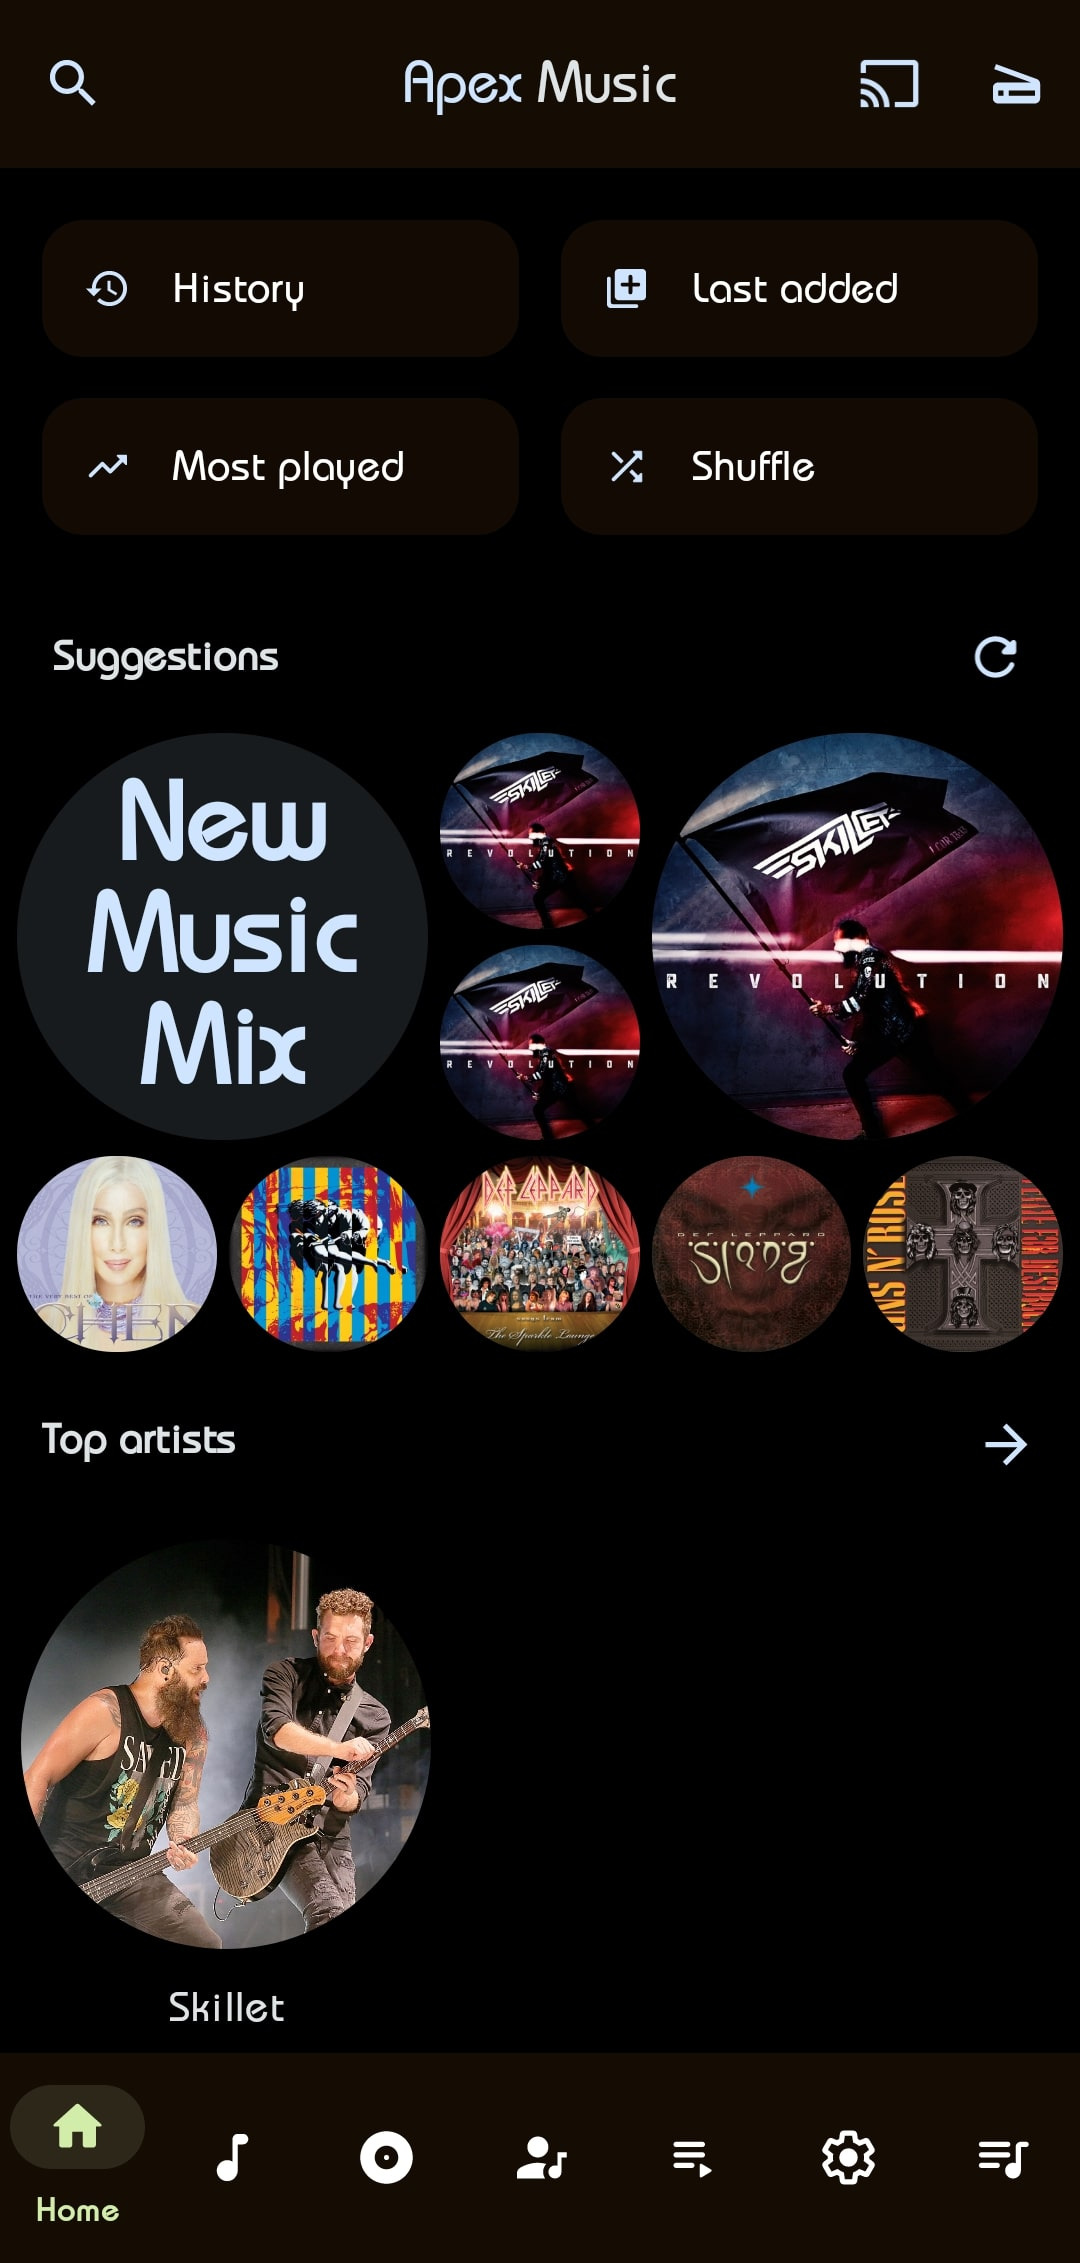 Apex Music
History
Last added
Most played
Shuffle
Suggestions
New
Music
Mix
SKILLET
REVOLUTION
SKILLET
REVOLUTION
SKILLET
REVOLUTION
THE VERY BEST OF
CHER
DEF LEPPARD
songs from
The Sparkle Lounge
DEF LEPPARD
Slang
GUNS N' ROSES
APPETITE FOR DESTRUCTION
Top artists
Skillet
Home